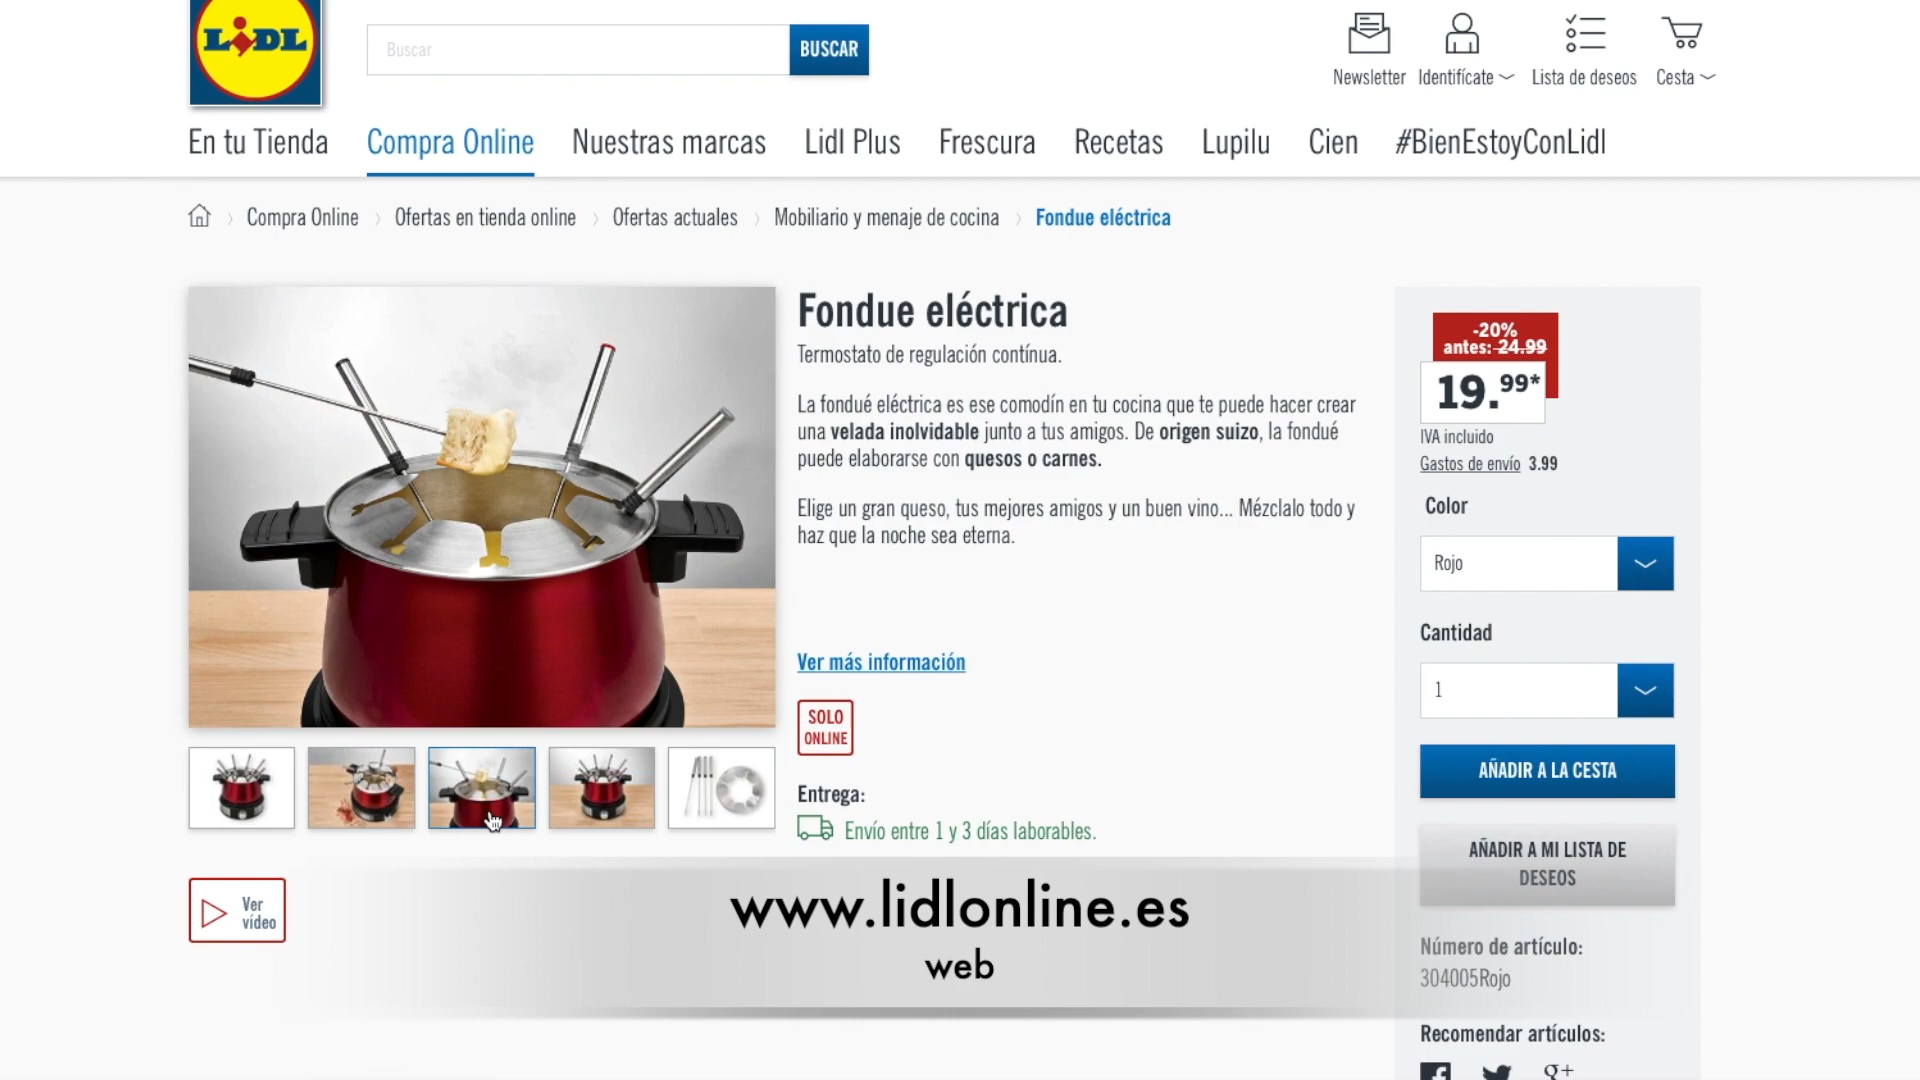 LIDL
Buscar
BUSCAR
Newsletter
Identifícate
Lista de deseos
Cesta
En tu Tienda
Compra Online
Nuestras marcas
Lidl Plus
Frescura
Recetas
Lupilu
Cien
#BienEstoyConLidl
Compra Online
Ofertas en tienda online
Ofertas actuales
Mobiliario y menaje de cocina
Fondue eléctrica
Fondue eléctrica
Termostato de regulación contínua.
La fondué eléctrica es ese comodín en tu cocina que te puede hacer crear
una velada inolvidable junto a tus amigos. De origen suizo, la fondué
puede elaborarse con quesos o carnes.
Elige un gran queso, tus mejores amigos y un buen vino... Mézclalo todo y
haz que la noche sea eterna.
Ver más información
SOLO
ONLINE
Entrega:
Envío entre 1 y 3 días laborables.
-20%
antes: 24.99
19.99*
IVA incluido
Gastos de envío 3.99
Color
Rojo
Cantidad
1
AÑADIR A LA CESTA
AÑADIR A MI LISTA DE
DESEOS
Número de artículo:
304005Rojo
Recomendar artículos:
g+
Ver
vídeo
www.lidlonline.es
web